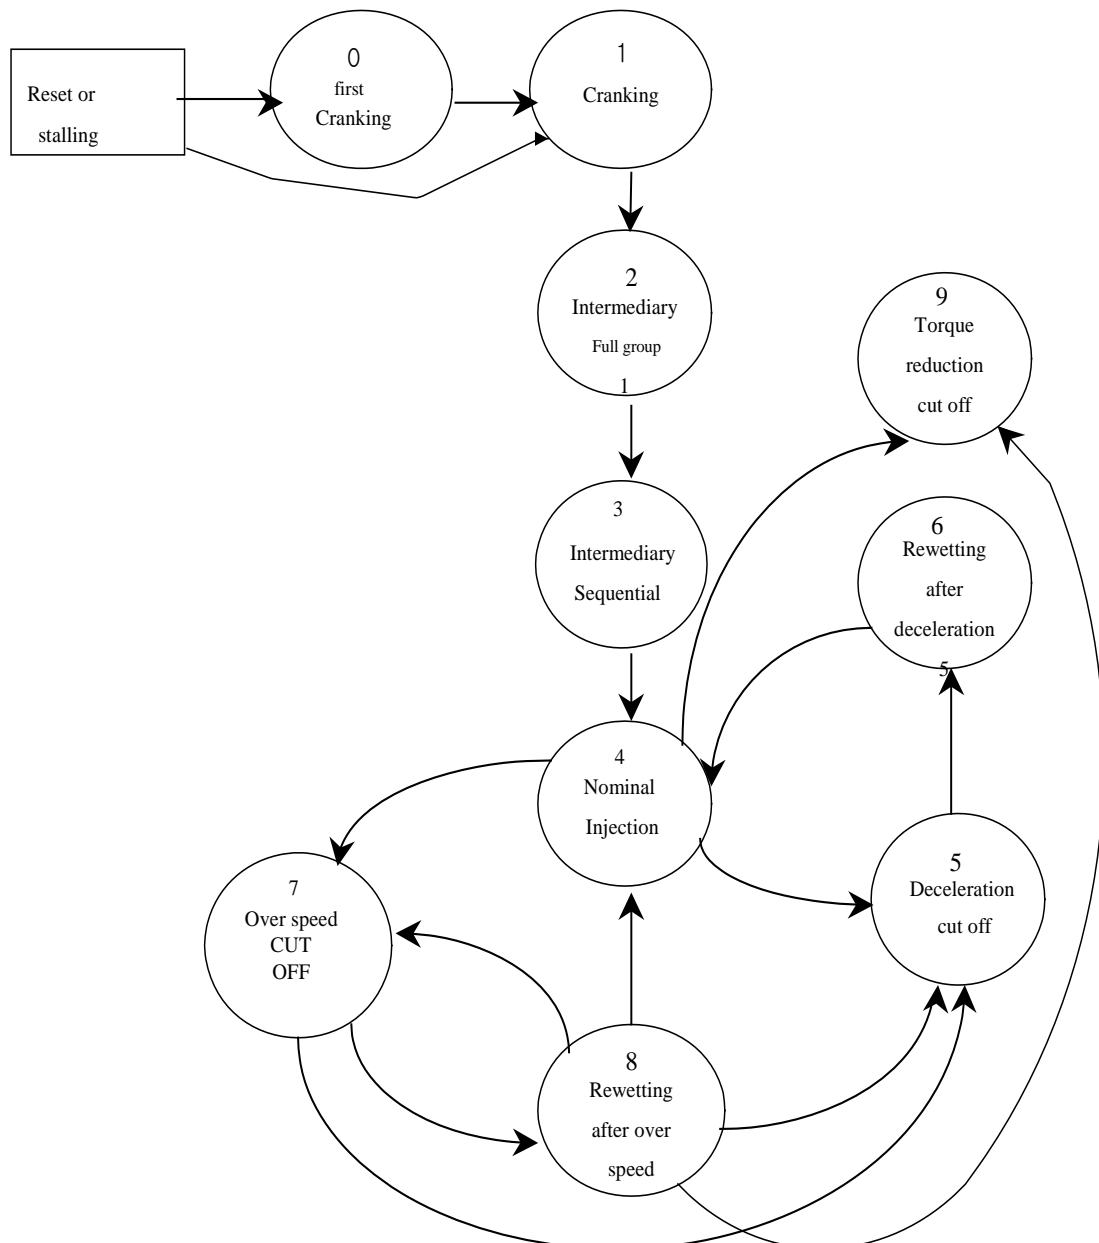 Reset or
stalling
0
first
Cranking
1
Cranking
2
Intermediary
Full group
1
3
Intermediary
Sequential
9
Torque
reduction
cut off
6
Rewetting
after
deceleration
5
4
Nominal
Injection
5
Deceleration
cut off
7
Over speed
CUT
OFF
8
Rewetting
after over
speed